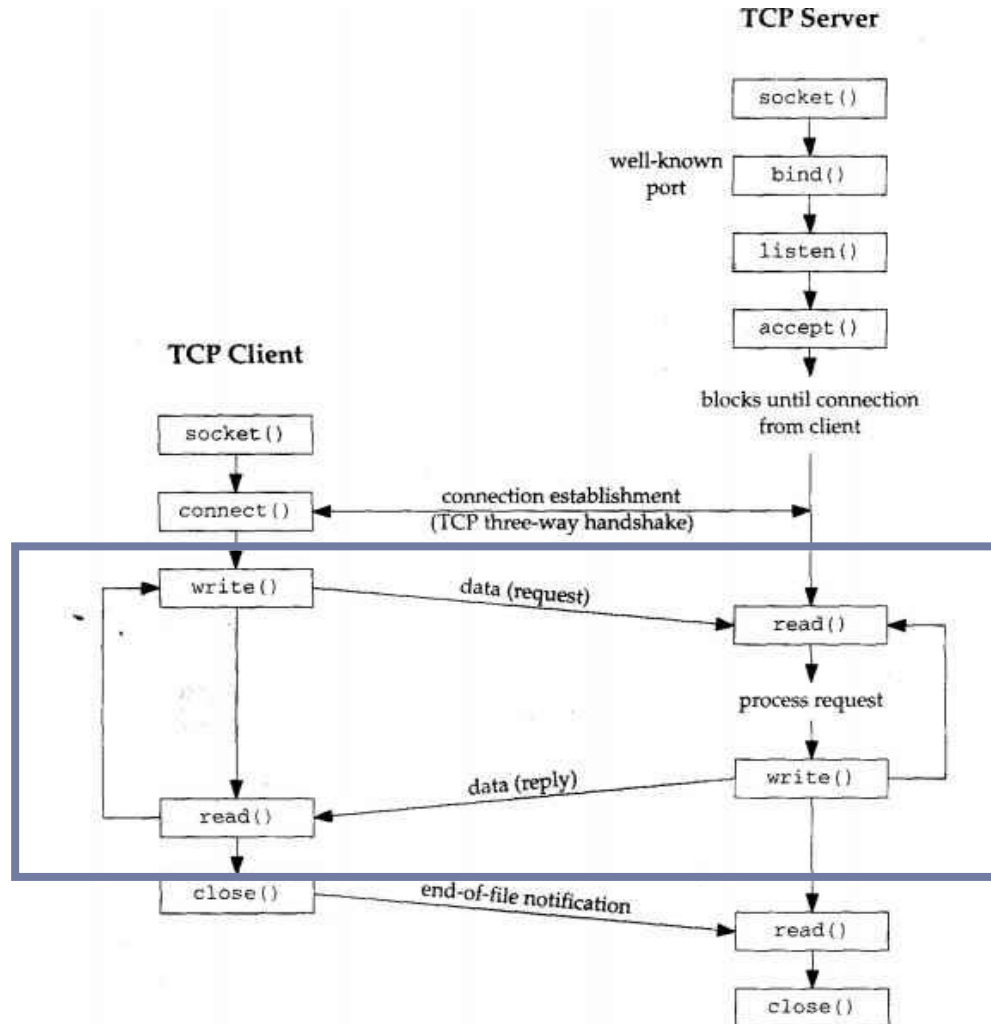 TCP Server
socket()
well-known
port
bind()
listen()
accept()
blocks until connection
from client
TCP Client
socket()
connect()
connection establishment
(TCP three-way handshake)
write()
data (request)
read()
process request
write()
data (reply)
read()
close()
end-of-file notification
read()
close()